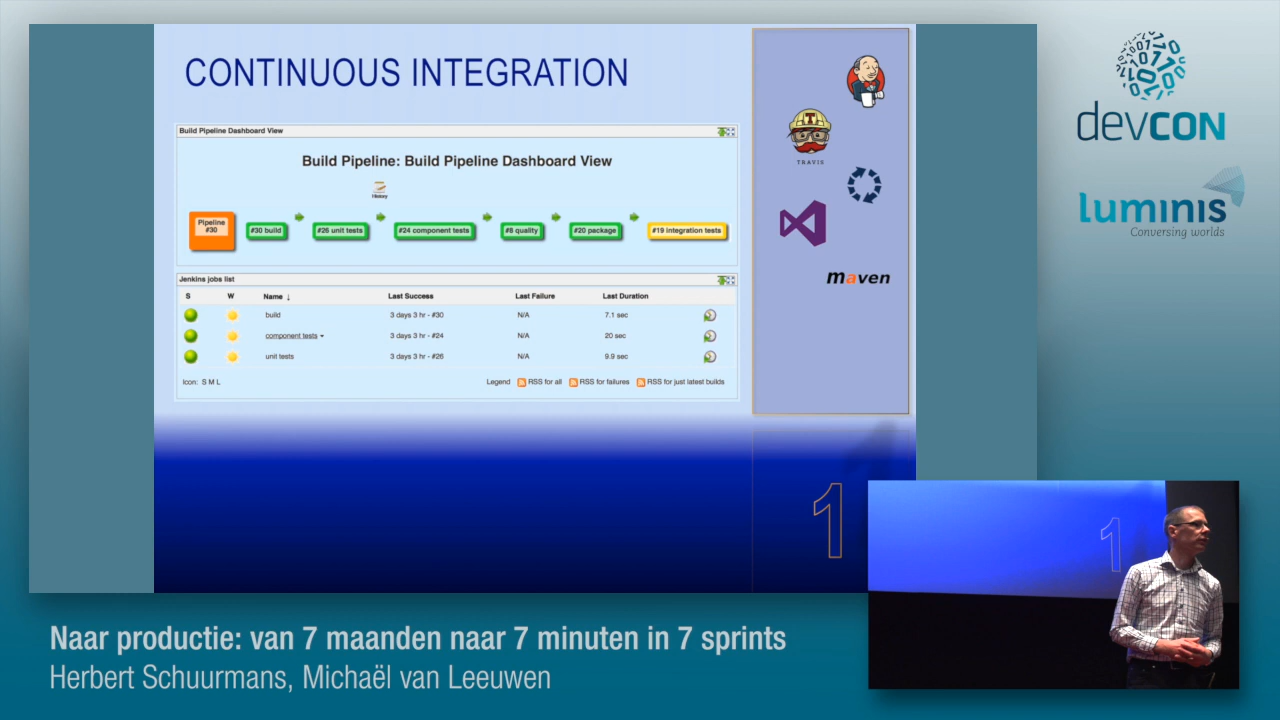 CONTINUOUS INTEGRATION
Build Pipeline Dashboard View
Build Pipeline: Build Pipeline Dashboard View
History
Pipeline
#30
#30 build
#26 unit tests
#24 component tests
#6 quality
#20 package
#19 integration tests
Jenkins jobs list
S W Name ↓ Last Success Last Failure Last Duration
build 3 days 3 hr - #30 N/A 7.1 sec
component tests 3 days 3 hr - #24 N/A 20 sec
unit tests 3 days 3 hr - #26 N/A 9.9 sec
Icon: S M L Legend RSS for all RSS for failures RSS for just latest builds
T
TRAVIS
maven
1
devCON
luminis
Conversing worlds
1
Naar productie: van 7 maanden naar 7 minuten in 7 sprints
Herbert Schuurmans, Michaël van Leeuwen